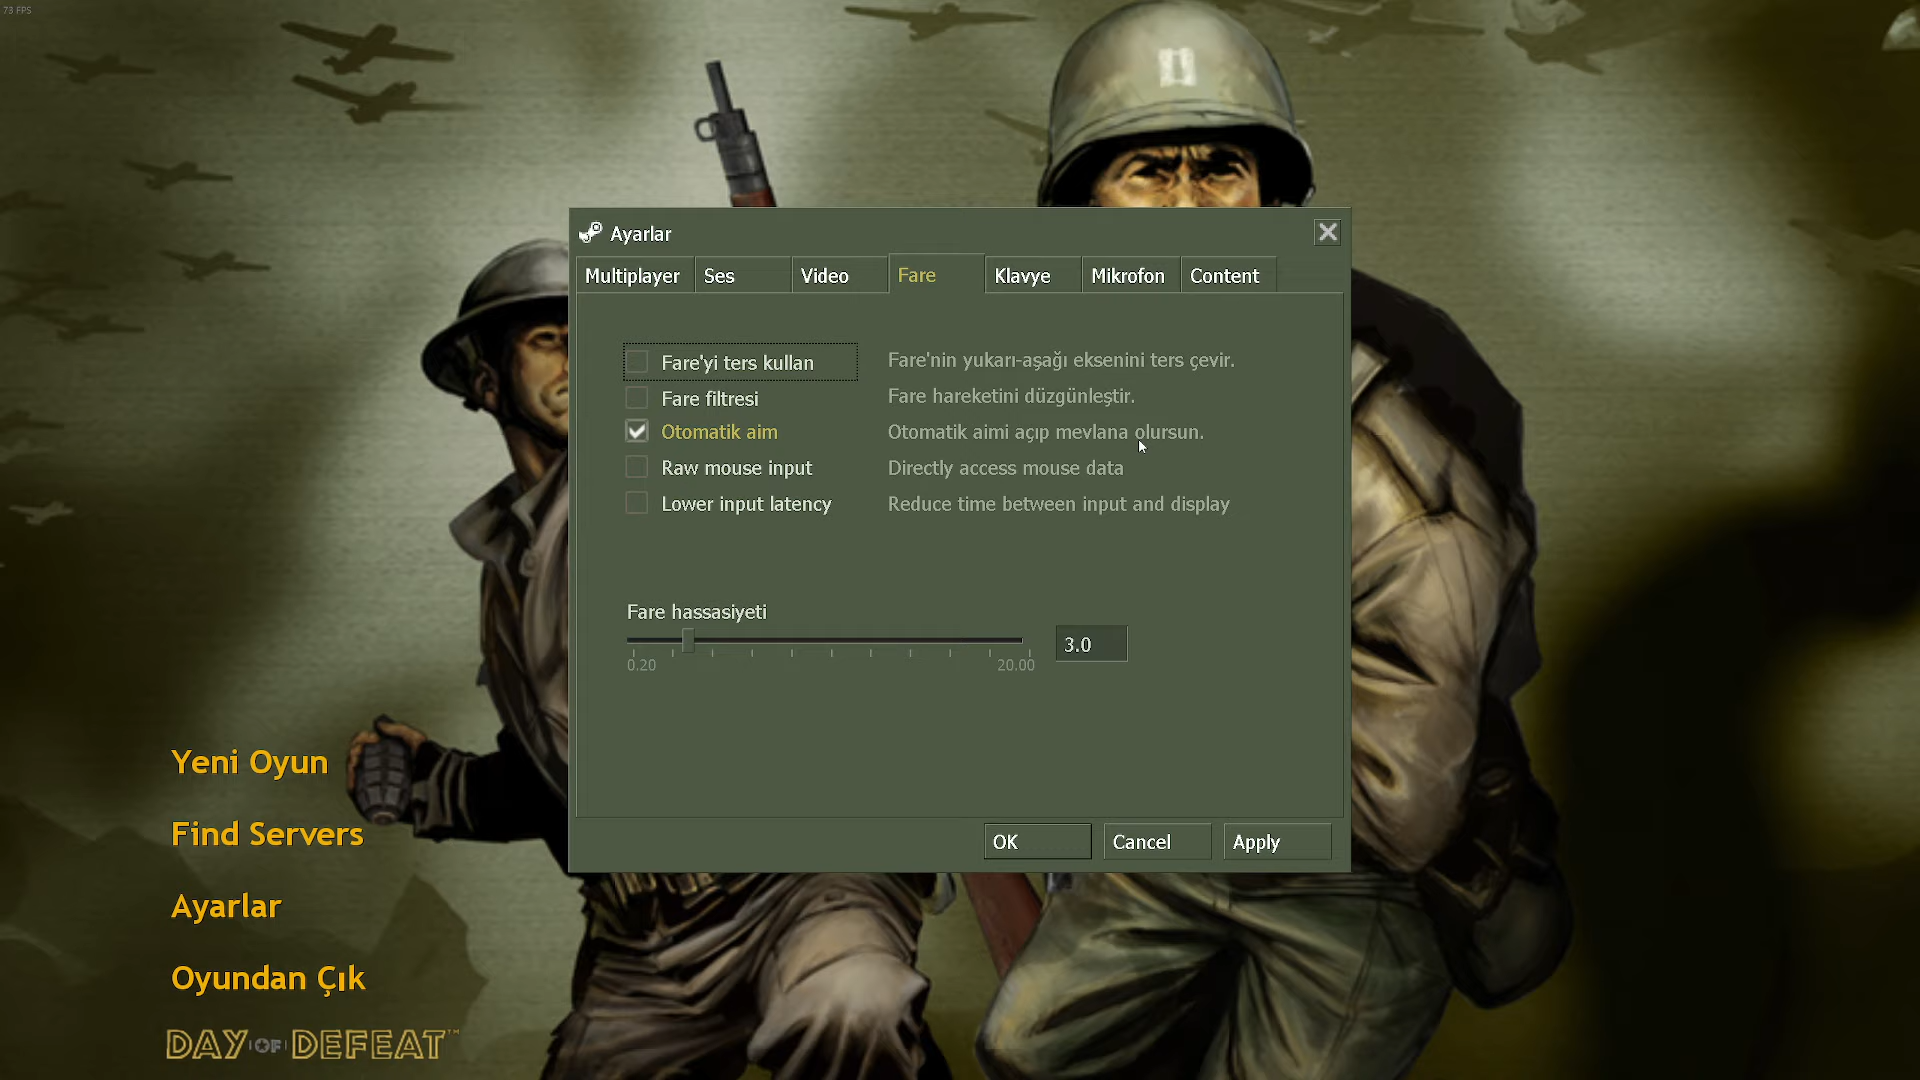 73 FPS
Ayarlar
Multiplayer Ses Video Fare Klavye Mikrofon Content
Fare'yi ters kullan Fare'nin yukarı-aşağı eksenini ters çevir.
Fare filtresi Fare hareketini düzgünleştir.
Otomatik aim Otomatik aimi açıp mevlana olursun.
Raw mouse input Directly access mouse data
Lower input latency Reduce time between input and display
Fare hassasiyeti
3.0
0.20 20.00
OK Cancel Apply
Yeni Oyun
Find Servers
Ayarlar
Oyundan Çık
DAY OF DEFEAT™